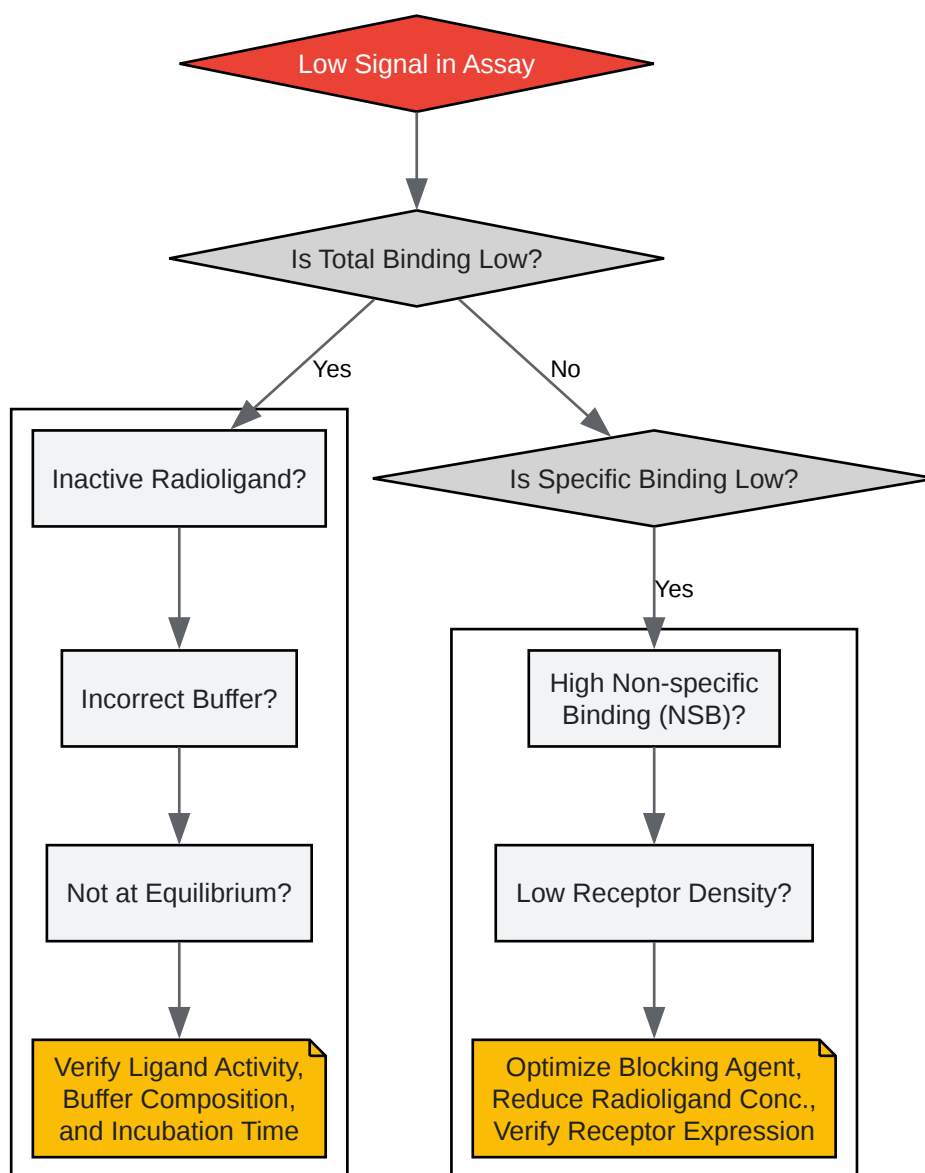 Low Signal in Assay
Is Total Binding Low?
Yes
No
Inactive Radioligand?
Is Specific Binding Low?
Yes
Incorrect Buffer?
High Non-specific
Binding (NSB)?
Not at Equilibrium?
Low Receptor Density?
Verify Ligand Activity,
Buffer Composition,
and Incubation Time
Optimize Blocking Agent,
Reduce Radioligand Conc.,
Verify Receptor Expression